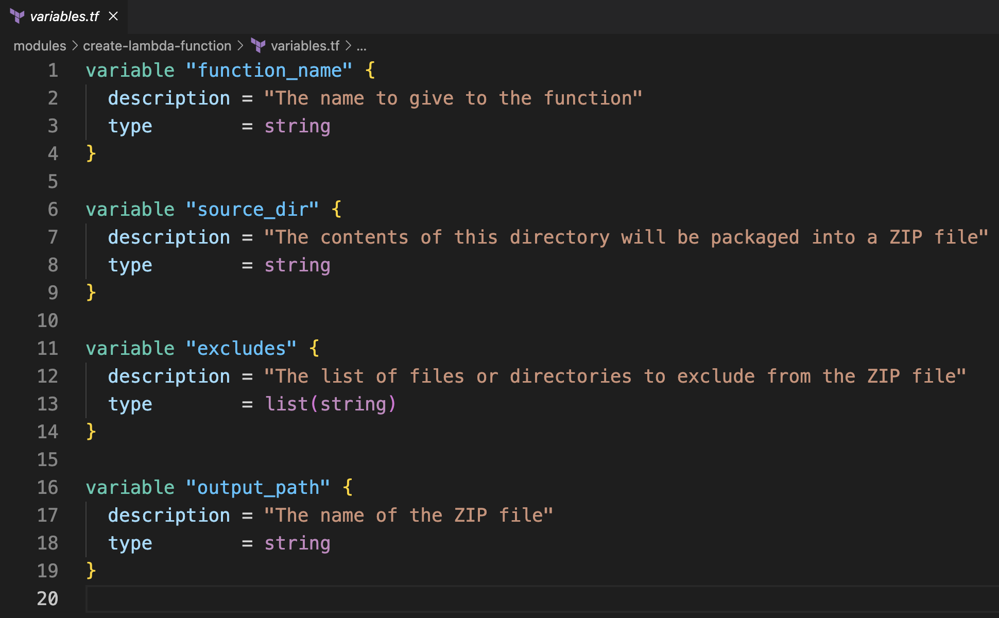 variables.tf
modules > create-lambda-function > variables.tf > ...
1 variable "function_name" {
2   description = "The name to give to the function"
3   type        = string
4 }
5
6 variable "source_dir" {
7   description = "The contents of this directory will be packaged into a ZIP file"
8   type        = string
9 }
10
11 variable "excludes" {
12   description = "The list of files or directories to exclude from the ZIP file"
13   type        = list(string)
14 }
15
16 variable "output_path" {
17   description = "The name of the ZIP file"
18   type        = string
19 }
20